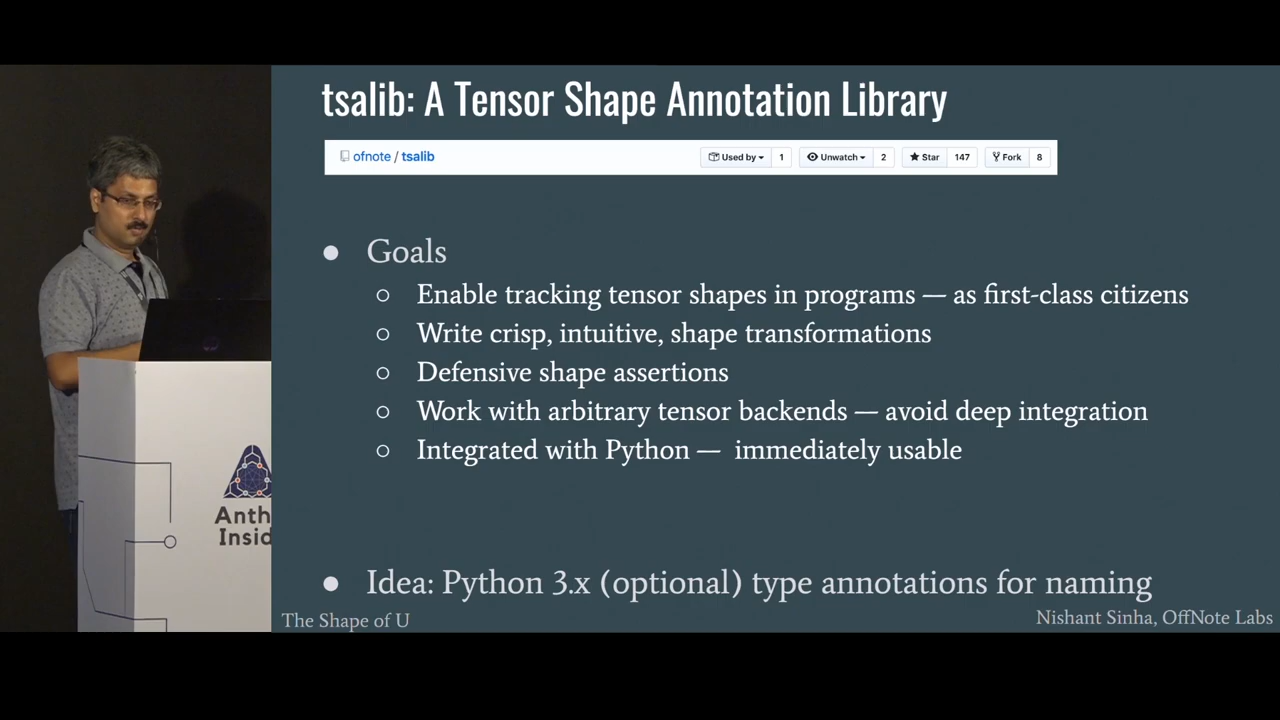 tsalib: A Tensor Shape Annotation Library
ofnote / tsalib Used by 1 Unwatch 2 Star 147 Fork 8
● Goals
○ Enable tracking tensor shapes in programs — as first-class citizens
○ Write crisp, intuitive, shape transformations
○ Defensive shape assertions
○ Work with arbitrary tensor backends — avoid deep integration
○ Integrated with Python — immediately usable
● Idea: Python 3.x (optional) type annotations for naming
The Shape of U
Nishant Sinha, OffNote Labs
Anth
Insid